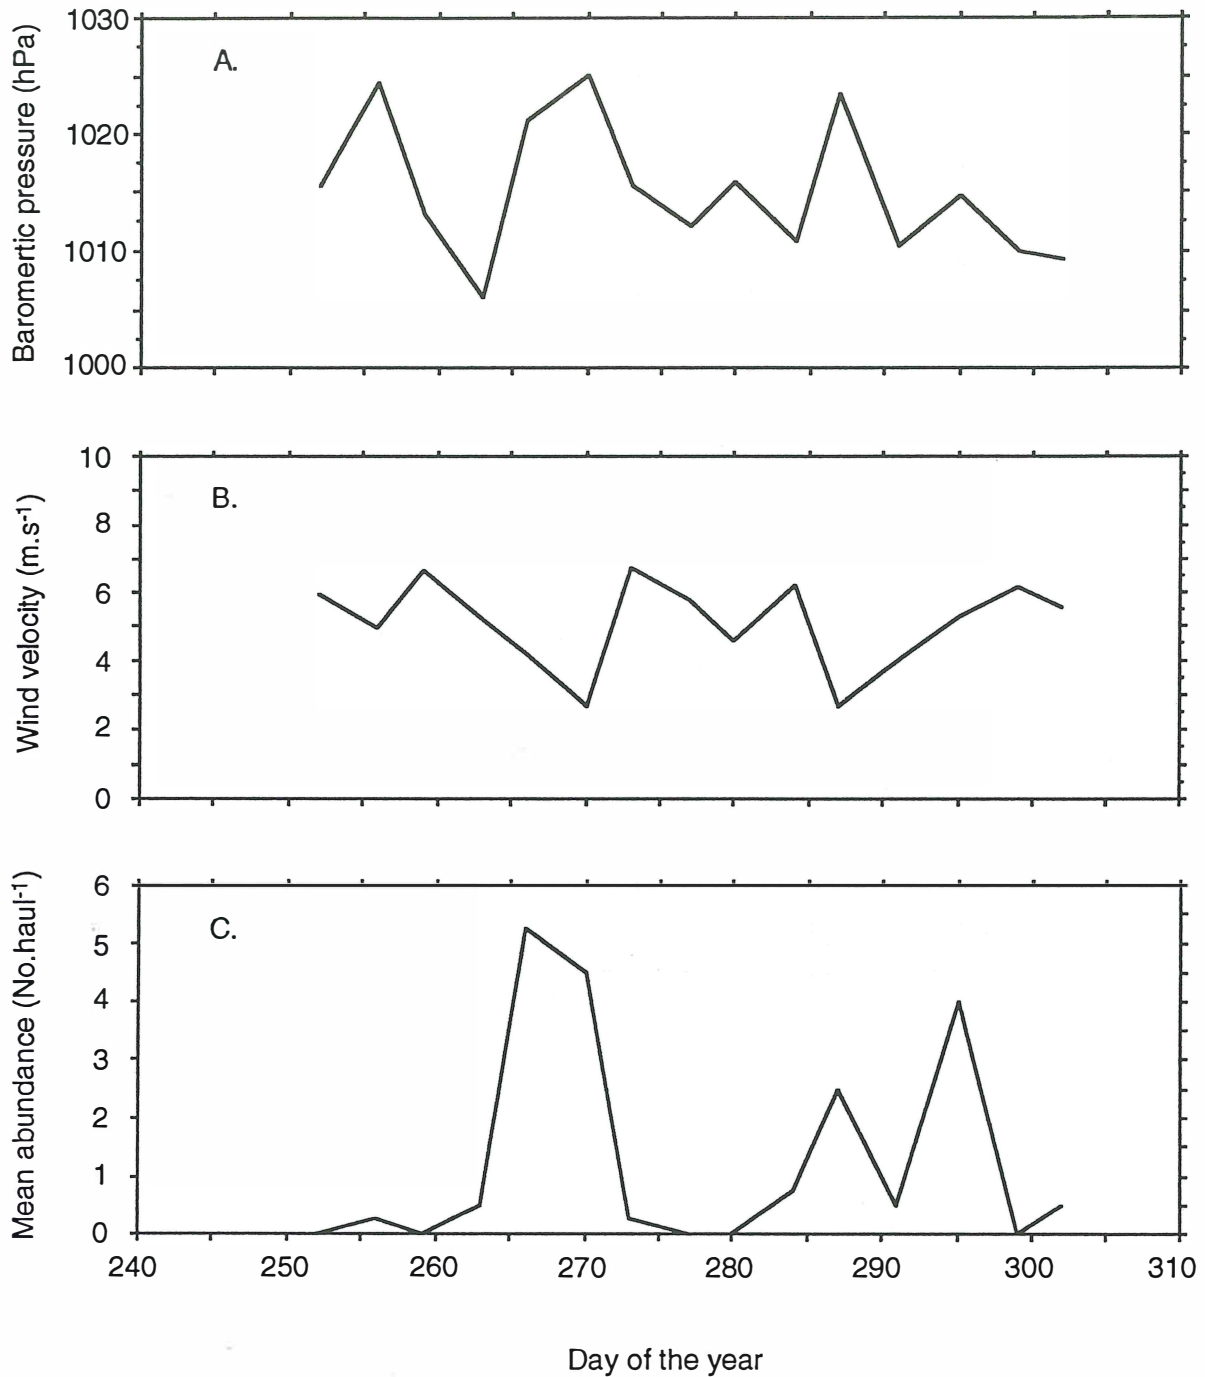 A.
Baromertic pressure (hPa)
1030
1020
1010
1000
B.
Wind velocity (m.s-1)
10
8
6
4
2
0
C.
Mean abundance (No.haul-1)
6
5
4
3
2
1
0
240 250 260 270 280 290 300 310
Day of the year